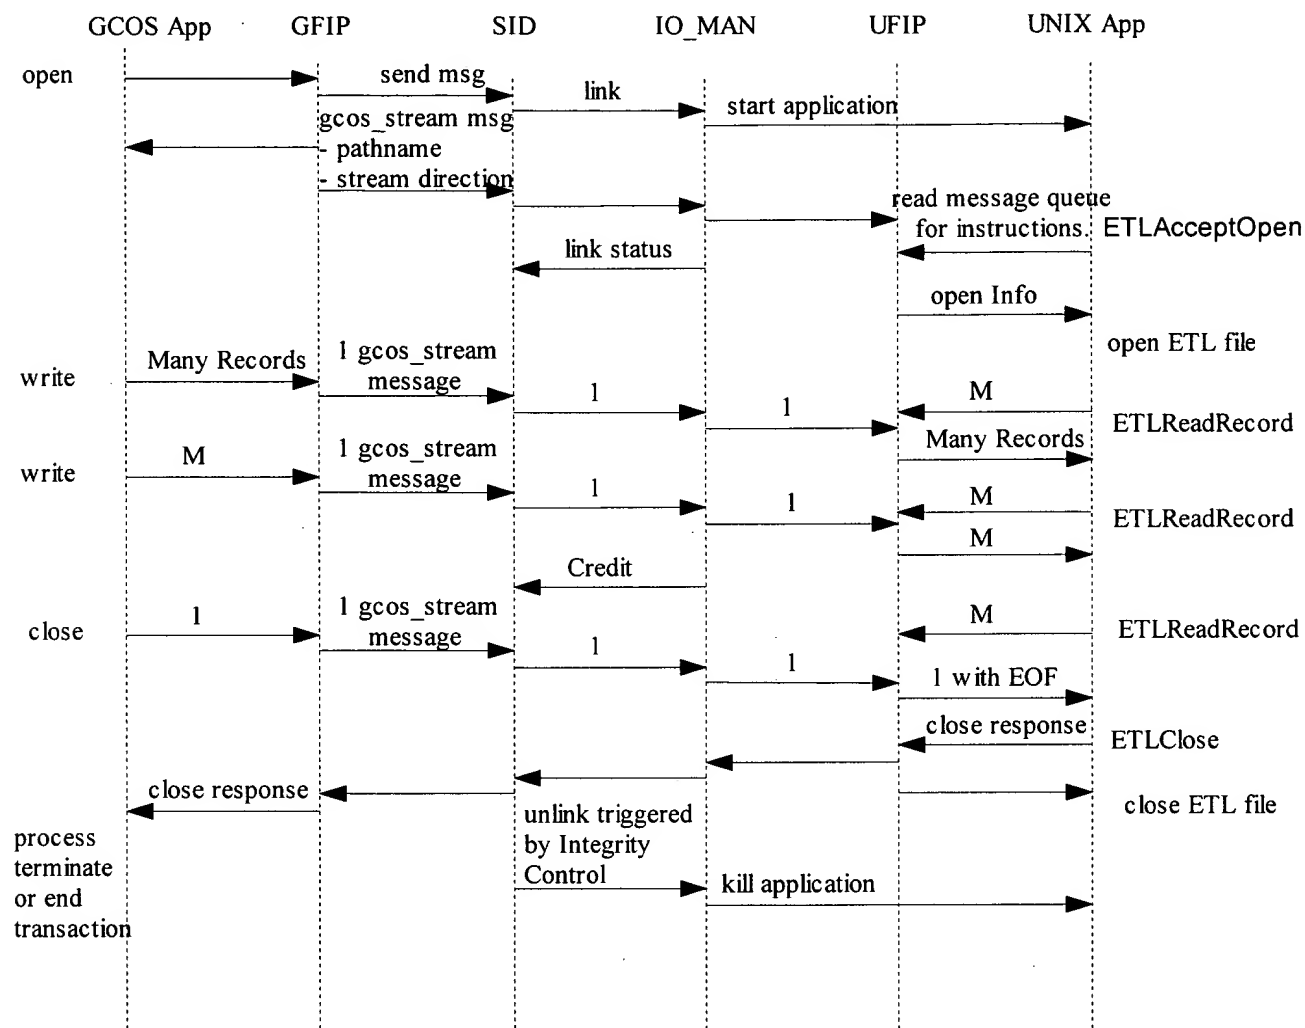 GCOS App GFIP SID IO_MAN UFIP UNIX App
open
send msg
link
start application
gcos_stream msg
- pathname
- stream direction
read message queue
for instructions.
ETLAcceptOpen
link status
open Info
open ETL file
write
Many Records
1 gcos_stream
message
1
1
M
ETLReadRecord
Many Records
write
M
1 gcos_stream
message
1
1
M
ETLReadRecord
M
Credit
close
1
1 gcos_stream
message
1
1
M
ETLReadRecord
1 with EOF
close response
ETLClose
close response
close ETL file
unlink triggered
by Integrity
Control
process
terminate
or end
transaction
kill application